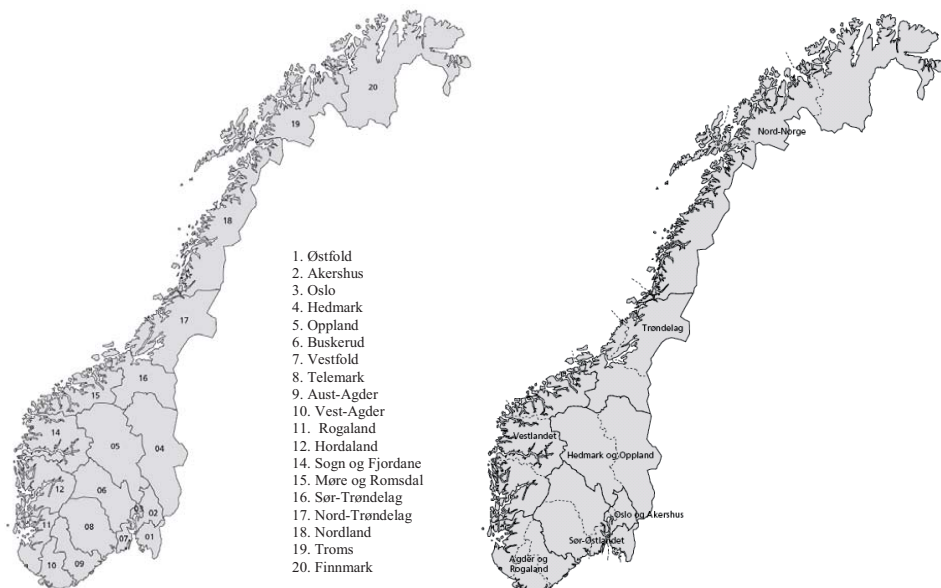 20
19
18
17
16
15
14
05
04
12
06
03
02
11
08
07
01
10
09
1. Østfold
2. Akershus
3. Oslo
4. Hedmark
5. Oppland
6. Buskerud
7. Vestfold
8. Telemark
9. Aust-Agder
10. Vest-Agder
11. Rogaland
12. Hordaland
14. Sogn og Fjordane
15. Møre og Romsdal
16. Sør-Trøndelag
17. Nord-Trøndelag
18. Nordland
19. Troms
20. Finnmark
Nord-Norge
Trøndelag
Vestlandet
Hedmark og Oppland
Oslo og Akershus
Sør-Østlandet
Agder og
Rogaland